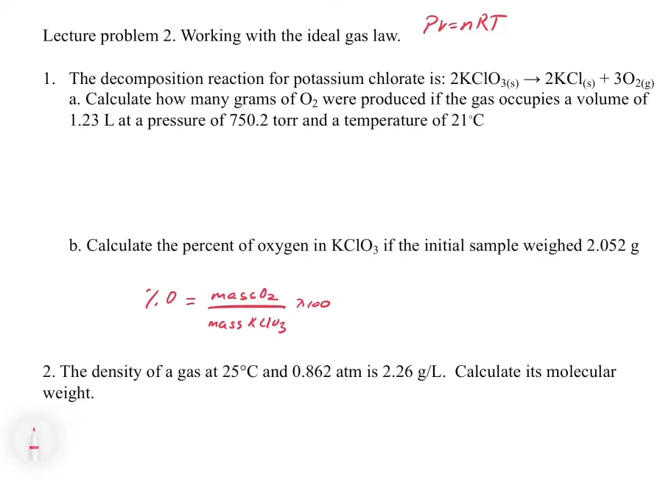 Lecture problem 2. Working with the ideal gas law. PV=nRT
1. The decomposition reaction for potassium chlorate is: 2KClO₃(s) → 2KCl(s) + 3O₂(g)
a. Calculate how many grams of O₂ were produced if the gas occupies a volume of
1.23 L at a pressure of 750.2 torr and a temperature of 21°C
b. Calculate the percent of oxygen in KClO₃ if the initial sample weighed 2.052 g
% O = mass O₂ / mass KClO₃ x100
2. The density of a gas at 25°C and 0.862 atm is 2.26 g/L. Calculate its molecular
weight.